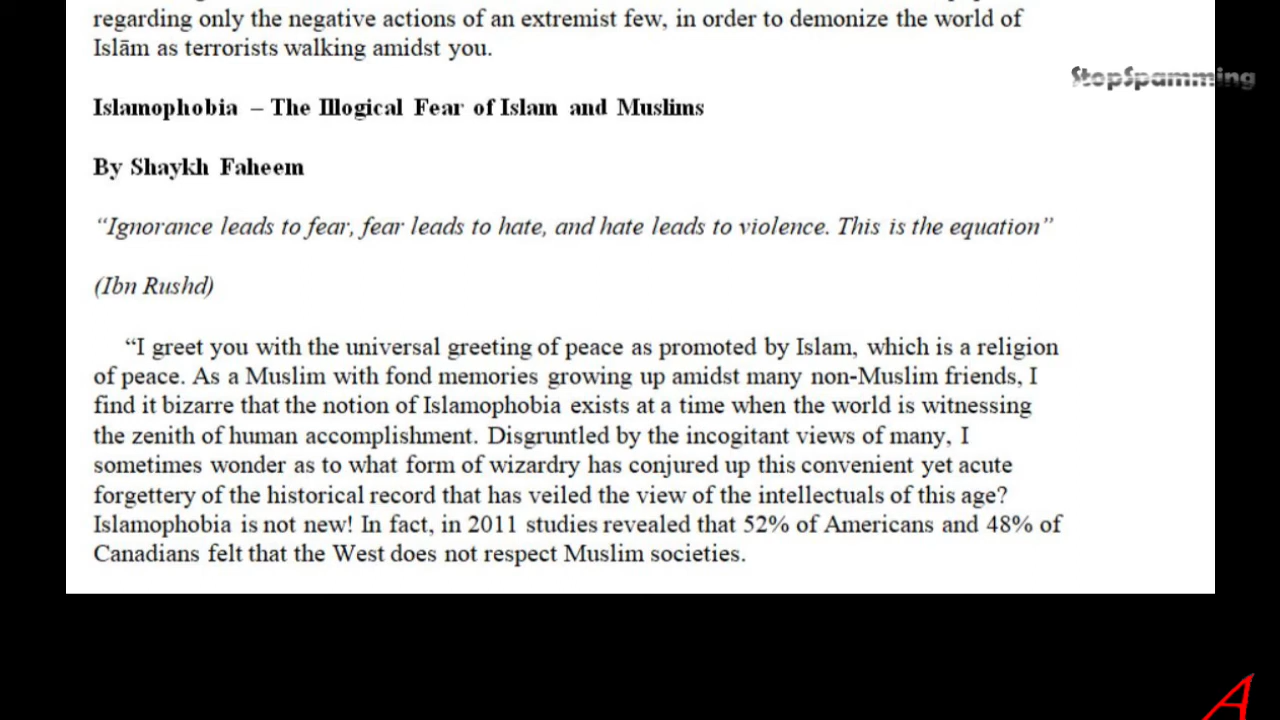 regarding only the negative actions of an extremist few, in order to demonize the world of
Islām as terrorists walking amidst you.
StopSpamming
Islamophobia – The Illogical Fear of Islam and Muslims
By Shaykh Faheem
“Ignorance leads to fear, fear leads to hate, and hate leads to violence. This is the equation”
(Ibn Rushd)
“I greet you with the universal greeting of peace as promoted by Islam, which is a religion
of peace. As a Muslim with fond memories growing up amidst many non-Muslim friends, I
find it bizarre that the notion of Islamophobia exists at a time when the world is witnessing
the zenith of human accomplishment. Disgruntled by the incogitant views of many, I
sometimes wonder as to what form of wizardry has conjured up this convenient yet acute
forgettery of the historical record that has veiled the view of the intellectuals of this age?
Islamophobia is not new! In fact, in 2011 studies revealed that 52% of Americans and 48% of
Canadians felt that the West does not respect Muslim societies.
A